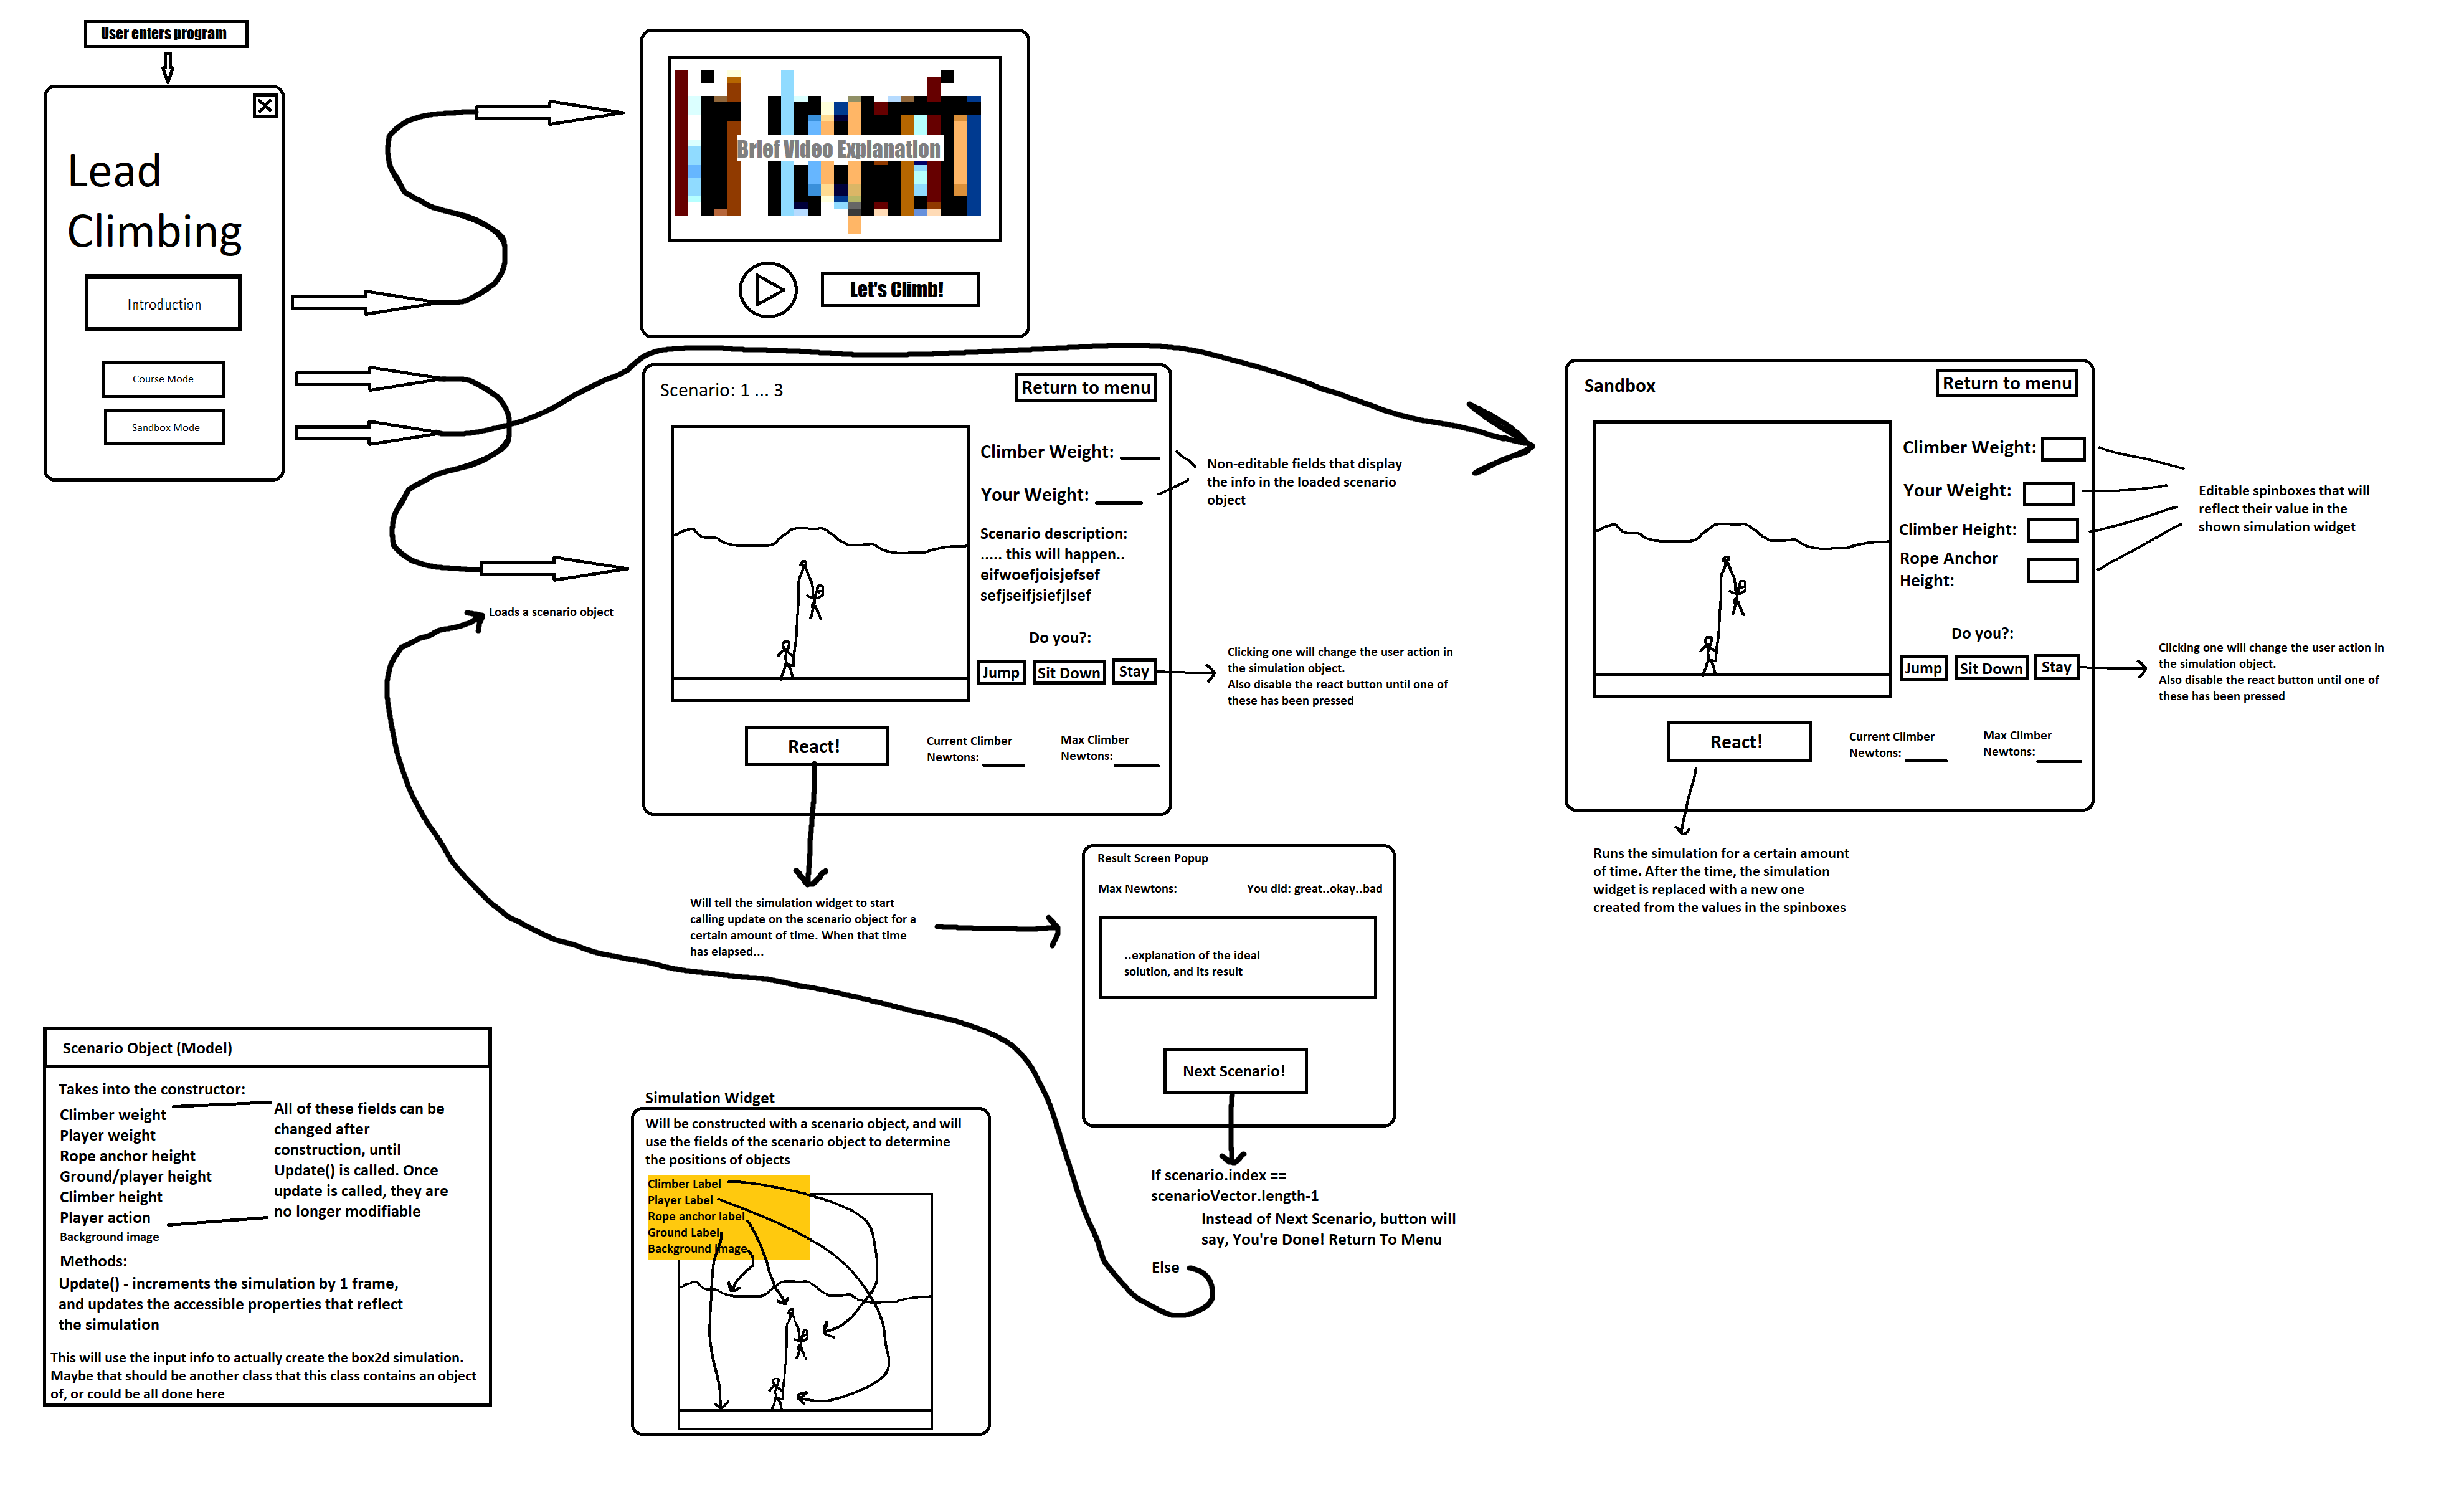 User enters program
Lead
Climbing
Introduction
Course Mode
Sandbox Mode
Brief Video Explanation
Let's Climb!
Scenario: 1 ... 3
Return to menu
Climber Weight:
Your Weight:
Scenario description:
..... this will happen..
eifwoefjoisjefsef
sefjseifjsiefjlsef
Do you?:
Jump
Sit Down
Stay
React!
Current Climber
Newtons:
Max Climber
Newtons:
Non-editable fields that display
the info in the loaded scenario
object
Clicking one will change the user action in
the simulation object.
Also disable the react button until one of
these has been pressed
Loads a scenario object
Sandbox
Return to menu
Climber Weight:
Your Weight:
Climber Height:
Rope Anchor
Height:
Do you?:
Jump
Sit Down
Stay
React!
Current Climber
Newtons:
Max Climber
Newtons:
Editable spinboxes that will
reflect their value in the
shown simulation widget
Clicking one will change the user action in
the simulation object.
Also disable the react button until one of
these has been pressed
Runs the simulation for a certain amount
of time. After the time, the simulation
widget is replaced with a new one
created from the values in the spinboxes
Will tell the simulation widget to start
calling update on the scenario object for a
certain amount of time. When that time
has elapsed...
Result Screen Popup
Max Newtons:
You did: great..okay..bad
..explanation of the ideal
solution, and its result
Next Scenario!
If scenario.index ==
scenarioVector.length-1
Instead of Next Scenario, button will
say, You're Done! Return To Menu
Else
Scenario Object (Model)
Takes into the constructor:
Climber weight
Player weight
Rope anchor height
Ground/player height
Climber height
Player action
Background image
All of these fields can be
changed after
construction, until
Update() is called. Once
update is called, they are
no longer modifiable
Methods:
Update() - increments the simulation by 1 frame,
and updates the accessible properties that reflect
the simulation
This will use the input info to actually create the box2d simulation.
Maybe that should be another class that this class contains an object
of, or could be all done here
Simulation Widget
Will be constructed with a scenario object, and will
use the fields of the scenario object to determine
the positions of objects
Climber Label
Player Label
Rope anchor label
Ground Label
Background image